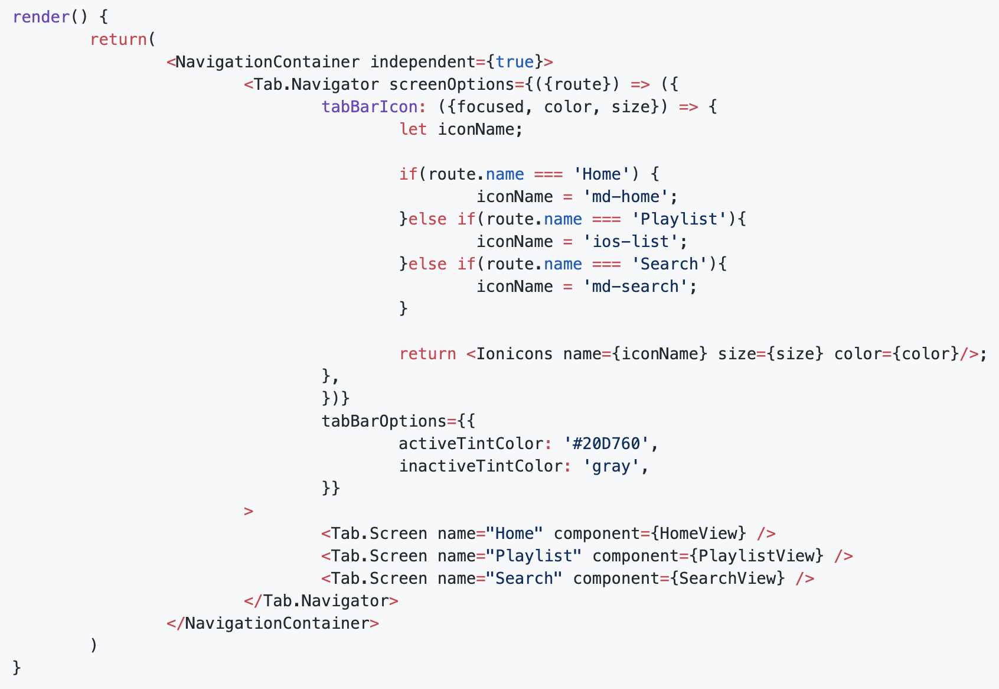 render() {
        return(
                <NavigationContainer independent={true}>
                        <Tab.Navigator screenOptions={({route}) => ({
                                tabBarIcon: ({focused, color, size}) => {
                                        let iconName;

                                        if(route.name === 'Home') {
                                                iconName = 'md-home';
                                        }else if(route.name === 'Playlist'){
                                                iconName = 'ios-list';
                                        }else if(route.name === 'Search'){
                                                iconName = 'md-search';
                                        }

                                        return <Ionicons name={iconName} size={size} color={color}/>;
                                },
                                })}
                                tabBarOptions={{
                                        activeTintColor: '#20D760',
                                        inactiveTintColor: 'gray',
                                }}
                        >
                                <Tab.Screen name="Home" component={HomeView} />
                                <Tab.Screen name="Playlist" component={PlaylistView} />
                                <Tab.Screen name="Search" component={SearchView} />
                        </Tab.Navigator>
                </NavigationContainer>
        )
}